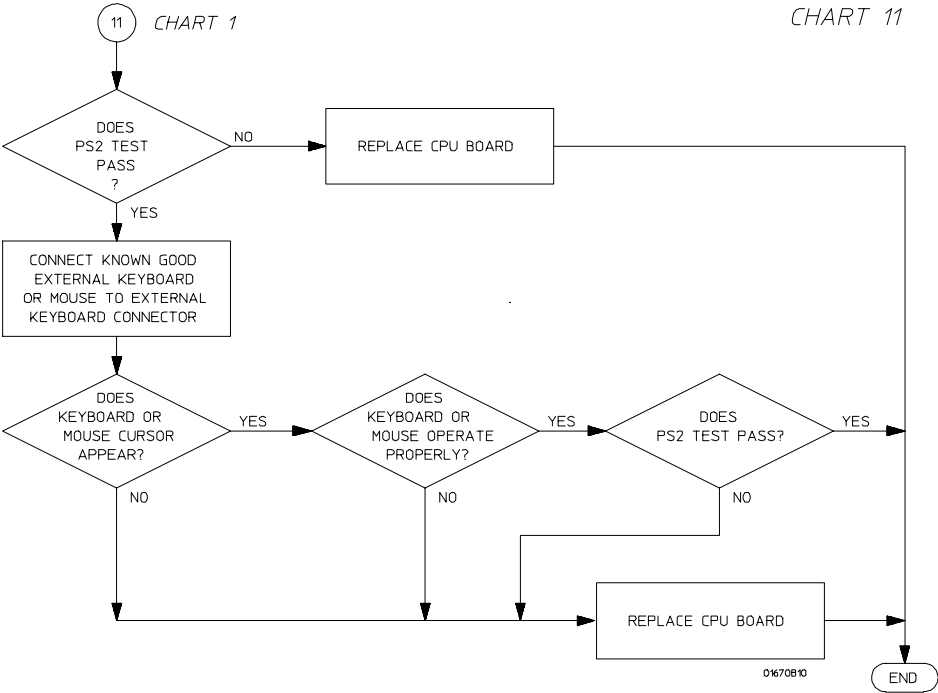 11
CHART 1
CHART 11
DOES
PS2 TEST
PASS
?
NO
REPLACE CPU BOARD
YES
CONNECT KNOWN GOOD
EXTERNAL KEYBOARD
OR MOUSE TO EXTERNAL
KEYBOARD CONNECTOR
DOES
KEYBOARD OR
MOUSE CURSOR
APPEAR?
YES
DOES
KEYBOARD OR
MOUSE OPERATE
PROPERLY?
YES
DOES
PS2 TEST PASS?
YES
NO
NO
NO
REPLACE CPU BOARD
01670B10
END